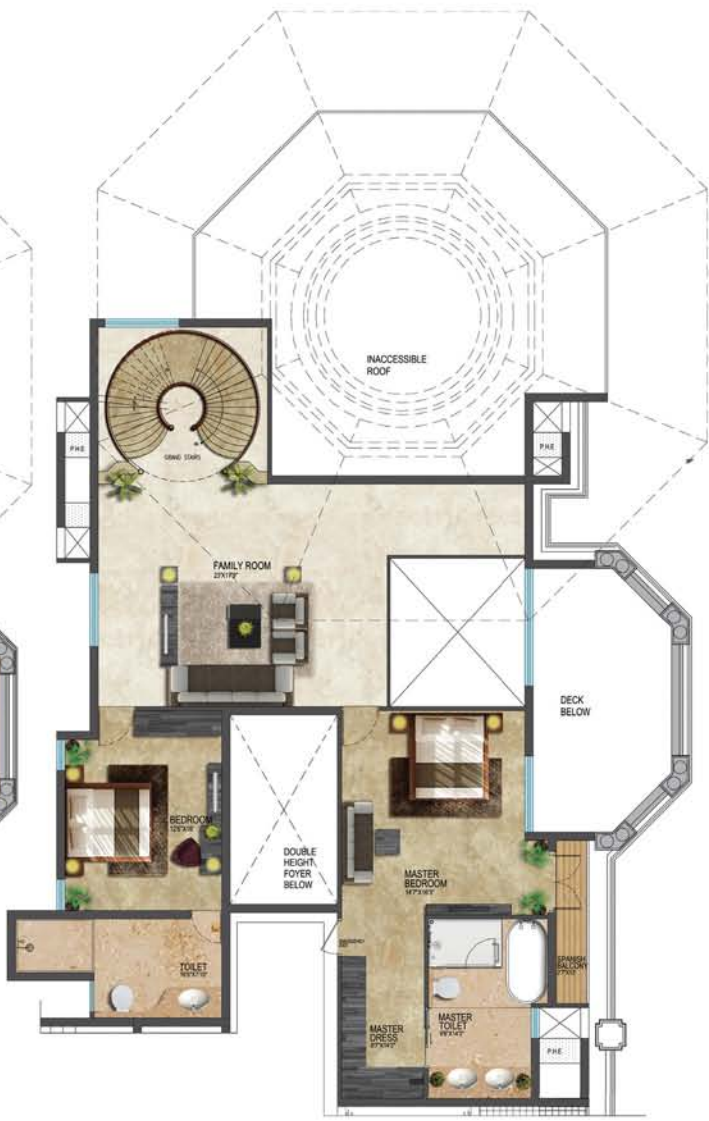 INACCESSIBLE
ROOF
PHE
PHE
GRAND STAIRS
FAMILY ROOM
DECK
BELOW
BEDROOM
DOUBLE
HEIGHT
FOYER
BELOW
MASTER
BEDROOM
TOILET
SPANISH
BALCONY
MASTER
TOILET
MASTER
DRESS
PHE